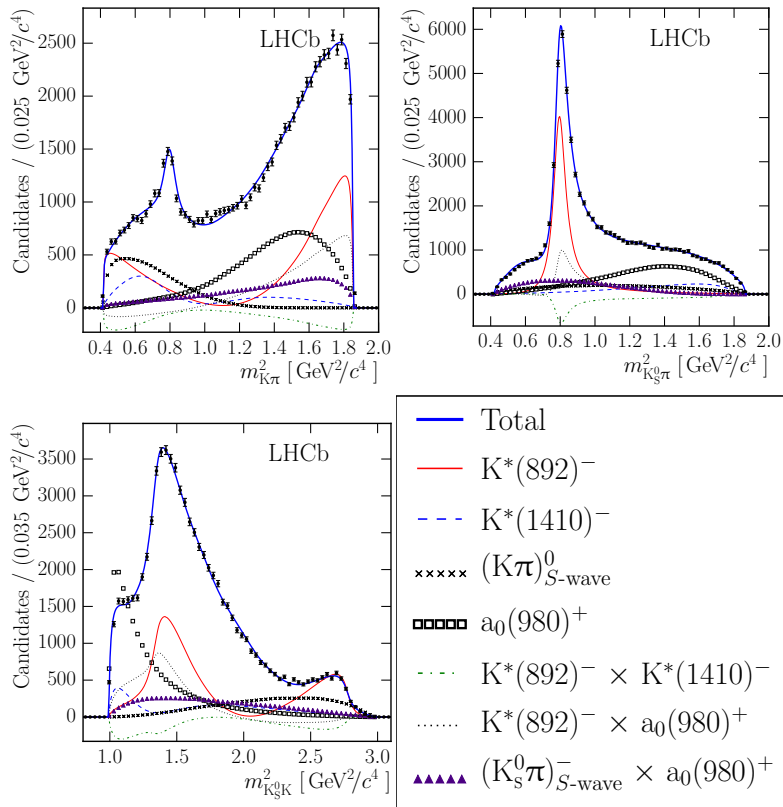 Candidates / (0.025 GeV²/c⁴)
LHCb
2500
2000
1500
1000
500
0
0.4 0.6 0.8 1.0 1.2 1.4 1.6 1.8 2.0
m²_{Kπ} [GeV²/c⁴]
Candidates / (0.025 GeV²/c⁴)
LHCb
6000
5000
4000
3000
2000
1000
0
0.4 0.6 0.8 1.0 1.2 1.4 1.6 1.8 2.0
m²_{K⁰_Sπ} [GeV²/c⁴]
Candidates / (0.035 GeV²/c⁴)
LHCb
3500
3000
2500
2000
1500
1000
500
0
1.0 1.5 2.0 2.5 3.0
m²_{K⁰_SK} [GeV²/c⁴]
Total
K*(892)⁻
K*(1410)⁻
(Kπ)⁰_{S-wave}
a₀(980)⁺
K*(892)⁻ × K*(1410)⁻
K*(892)⁻ × a₀(980)⁺
(K⁰_Sπ)⁻_{S-wave} × a₀(980)⁺